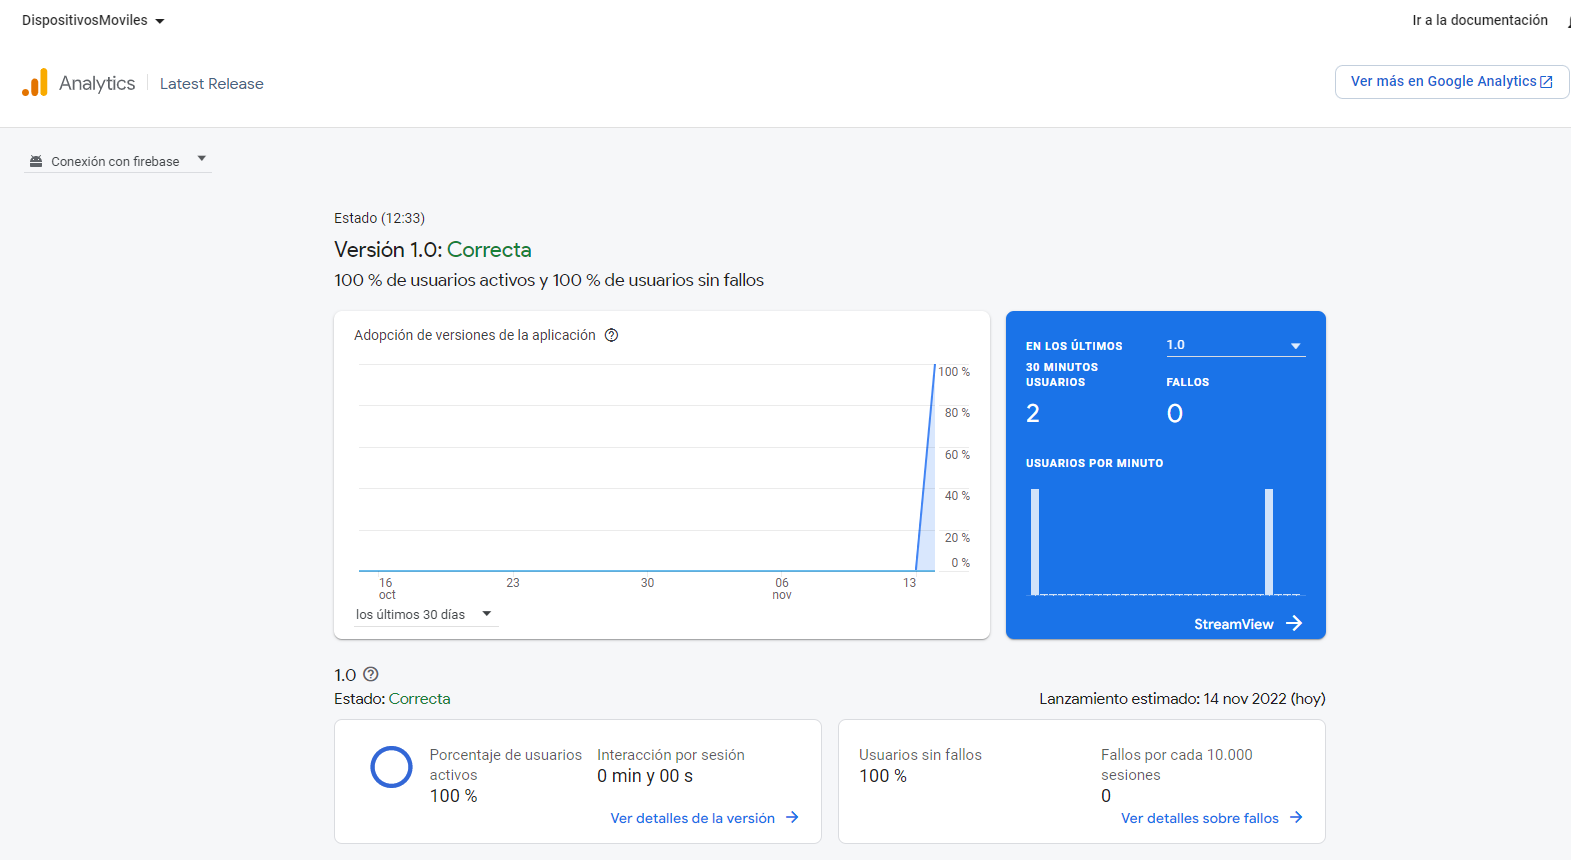 DispositivosMoviles
Ir a la documentación
Analytics
Latest Release
Ver más en Google Analytics
Conexión con firebase
Estado (12:33)
Versión 1.0: Correcta
100 % de usuarios activos y 100 % de usuarios sin fallos
Adopción de versiones de la aplicación
100 %
80 %
60 %
40 %
20 %
0 %
16 oct
23
30
06 nov
13
los últimos 30 días
EN LOS ÚLTIMOS
30 MINUTOS
1.0
USUARIOS
2
FALLOS
0
USUARIOS POR MINUTO
StreamView
1.0
Estado: Correcta
Lanzamiento estimado: 14 nov 2022 (hoy)
Porcentaje de usuarios
activos
100 %
Interacción por sesión
0 min y 00 s
Ver detalles de la versión
Usuarios sin fallos
100 %
Fallos por cada 10.000
sesiones
0
Ver detalles sobre fallos